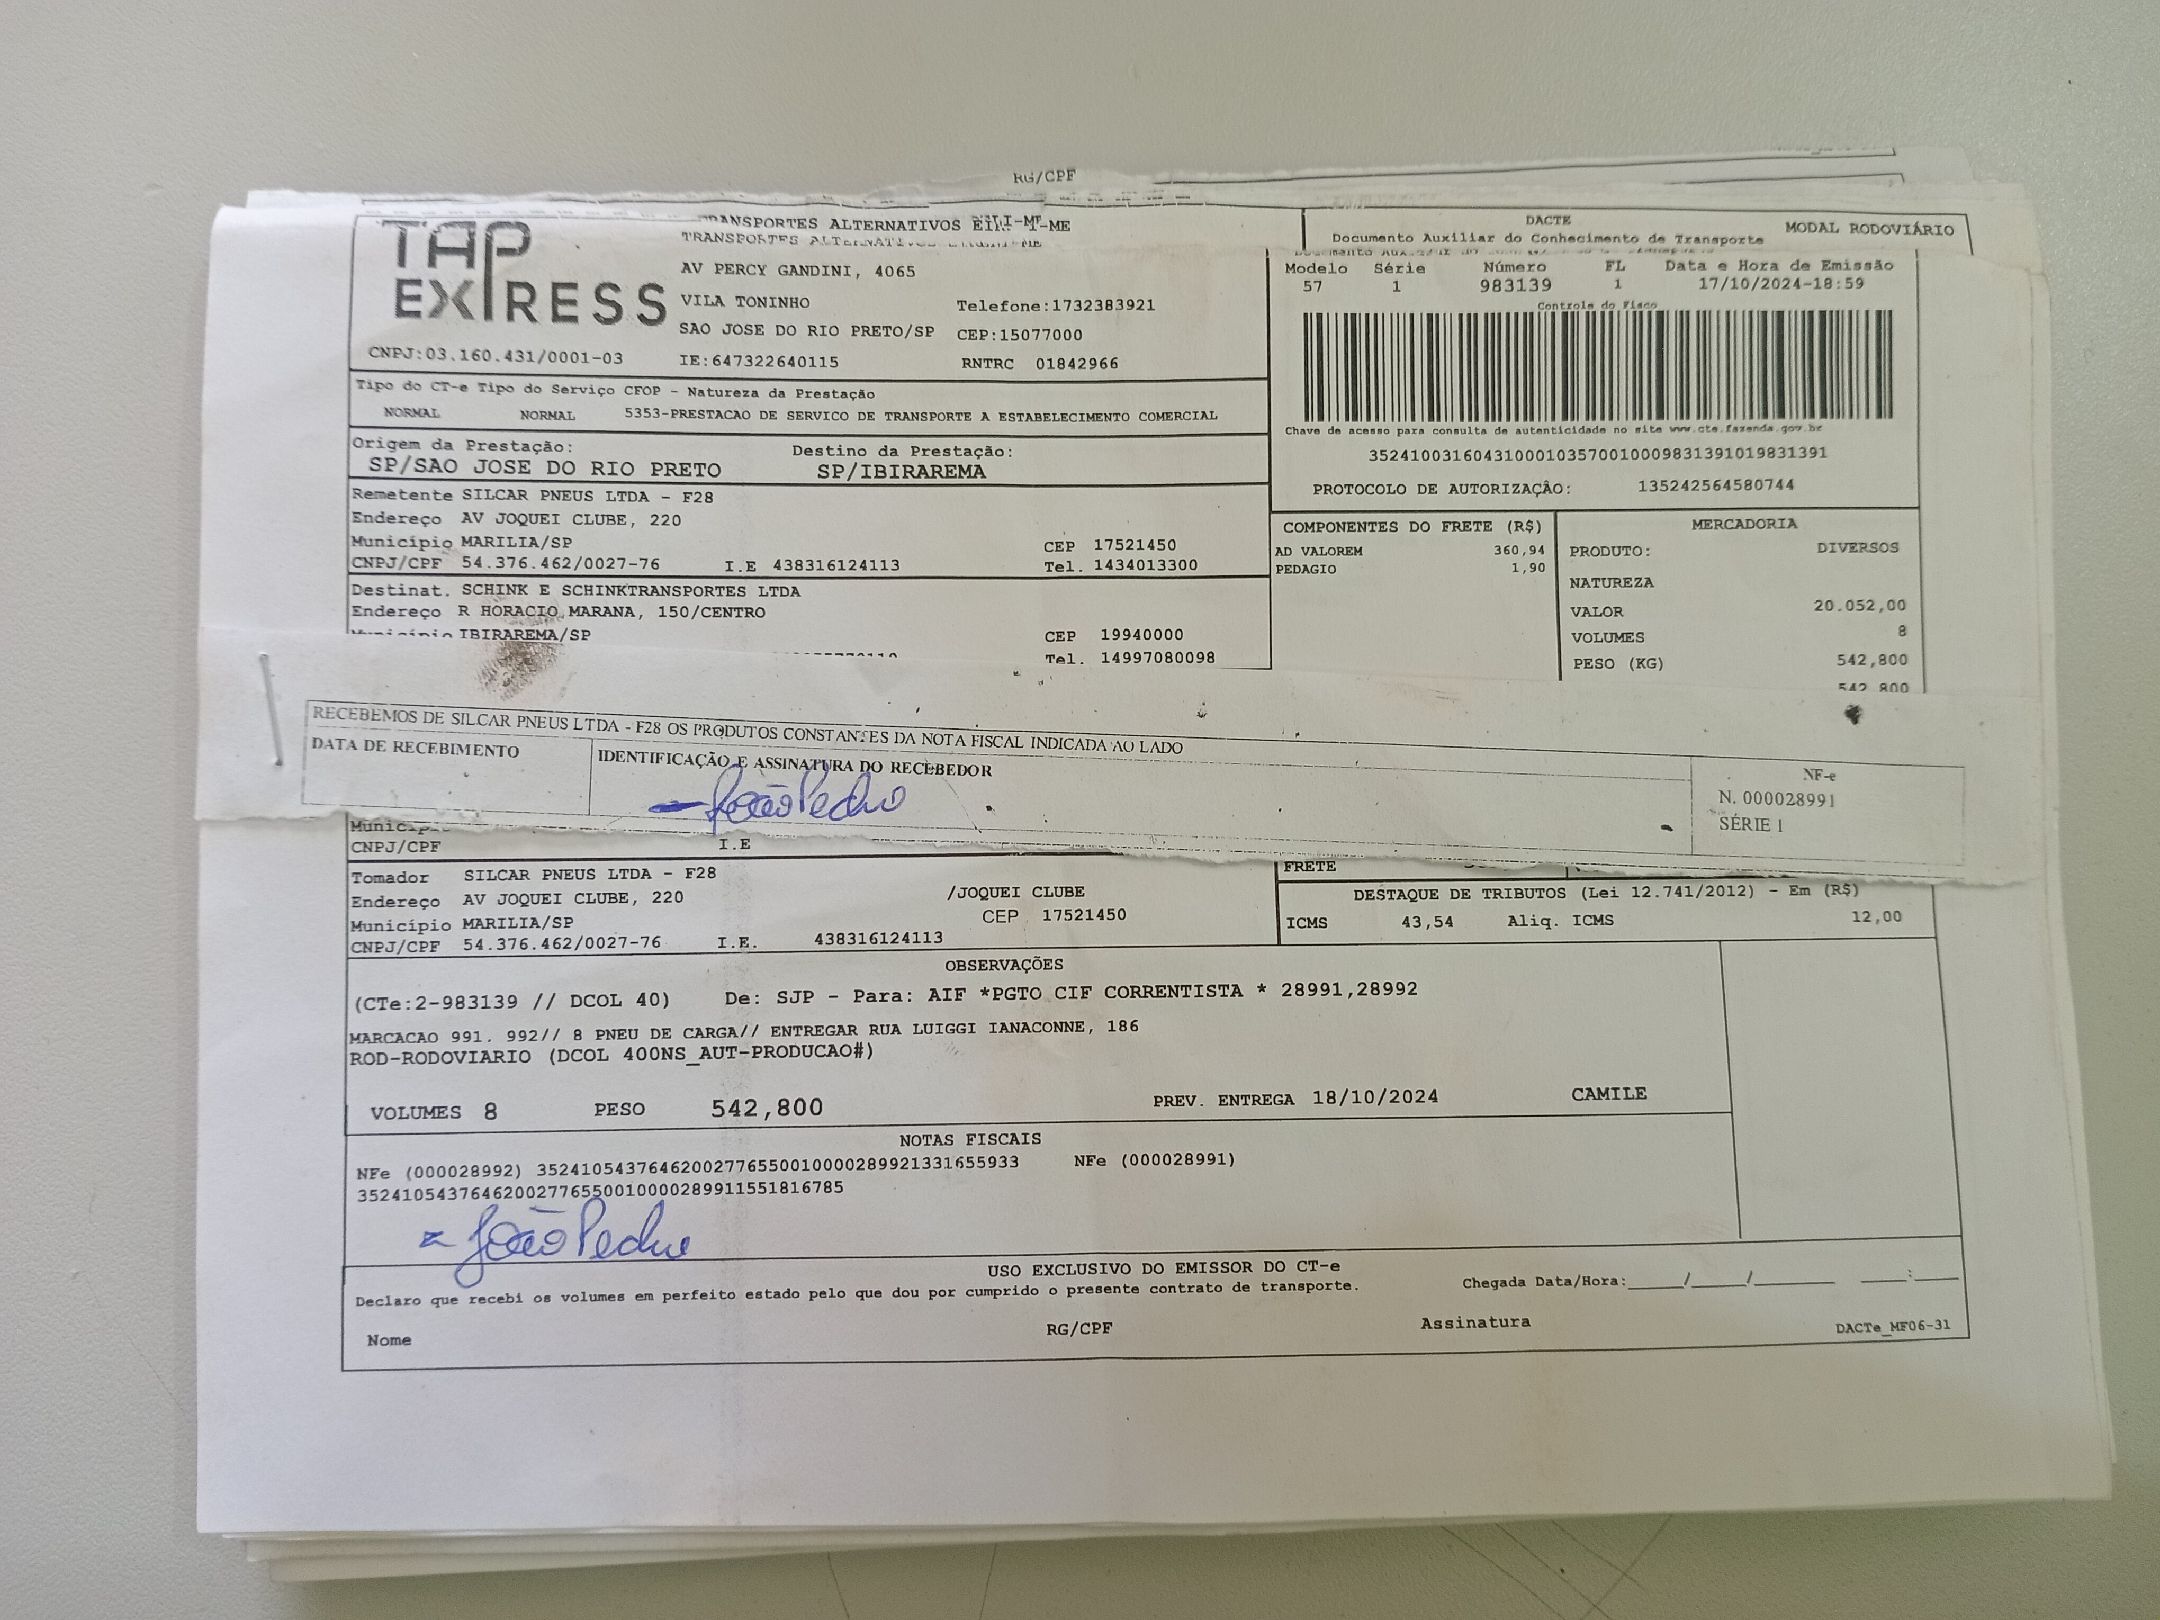 RG/CPF
TAP EXPRESS
TRANSPORTES ALTERNATIVOS
TRANSPORTES ALTERNATIVOS
AV PERCY GANDINI, 4065
VILA TONINHO Telefone:1732383921
SAO JOSE DO RIO PRETO/SP CEP:15077000
CNPJ:03.160.431/0001-03 IE:647322640115 RNTRC 01842966
DACTE MODAL RODOVIÁRIO
Documento Auxiliar do Conhecimento de Transporte
Modelo Série Número FL Data e Hora de Emissão
57 1 983139 1 17/10/2024-18:59
Controle do Fisco
Chave de acesso para consulta de autenticidade no site www.cte.fazenda.gov.br
35241003160431000103570010009831391019831391
PROTOCOLO DE AUTORIZAÇÃO: 135242564580744
Tipo do CT-e Tipo do Serviço CFOP - Natureza da Prestação
NORMAL NORMAL 5353-PRESTACAO DE SERVICO DE TRANSPORTE A ESTABELECIMENTO COMERCIAL
Origem da Prestação: Destino da Prestação:
SP/SAO JOSE DO RIO PRETO SP/IBIRAREMA
Remetente SILCAR PNEUS LTDA - F28
Endereço AV JOQUEI CLUBE, 220
Município MARILIA/SP CEP 17521450
CNPJ/CPF 54.376.462/0027-76 I.E 438316124113 Tel. 1434013300
Destinat. SCHINK E SCHINKTRANSPORTES LTDA
Endereço R HORACIO MARANA, 150/CENTRO
Município IBIRAREMA/SP CEP 19940000
Tel. 14997080098
COMPONENTES DO FRETE (R$)
AD VALOREM 360,94
PEDAGIO 1,90
MERCADORIA
PRODUTO: DIVERSOS
NATUREZA
VALOR 20.052,00
VOLUMES 8
PESO (KG) 542,800
542,800
RECEBEMOS DE SILCAR PNEUS LTDA - F28 OS PRODUTOS CONSTANTES DA NOTA FISCAL INDICADA AO LADO
DATA DE RECEBIMENTO IDENTIFICAÇÃO E ASSINATURA DO RECEBEDOR
João Pedro
NF-e
N. 000028991
SÉRIE 1
Municíp
CNPJ/CPF I.E
FRETE
Tomador SILCAR PNEUS LTDA - F28
Endereço AV JOQUEI CLUBE, 220 /JOQUEI CLUBE
Município MARILIA/SP CEP 17521450
CNPJ/CPF 54.376.462/0027-76 I.E. 438316124113
DESTAQUE DE TRIBUTOS (Lei 12.741/2012) - Em (R$)
ICMS 43,54 Aliq. ICMS 12,00
OBSERVAÇÕES
(CTe:2-983139 // DCOL 40) De: SJP - Para: AIF *PGTO CIF CORRENTISTA * 28991,28992
MARCACAO 991. 992// 8 PNEU DE CARGA// ENTREGAR RUA LUIGGI IANACONNE, 186
ROD-RODOVIARIO (DCOL 400NS_AUT-PRODUCAO#)
VOLUMES 8 PESO 542,800 PREV. ENTREGA 18/10/2024 CAMILE
NOTAS FISCAIS
NFe (000028992) 35241054376462002776550010000289921331655933 NFe (000028991)
35241054376462002776550010000289911551816785
João Pedro
USO EXCLUSIVO DO EMISSOR DO CT-e
Declaro que recebi os volumes em perfeito estado pelo que dou por cumprido o presente contrato de transporte. Chegada Data/Hora:____/____/______ ____:____
Nome RG/CPF Assinatura DACTe_MF06-31